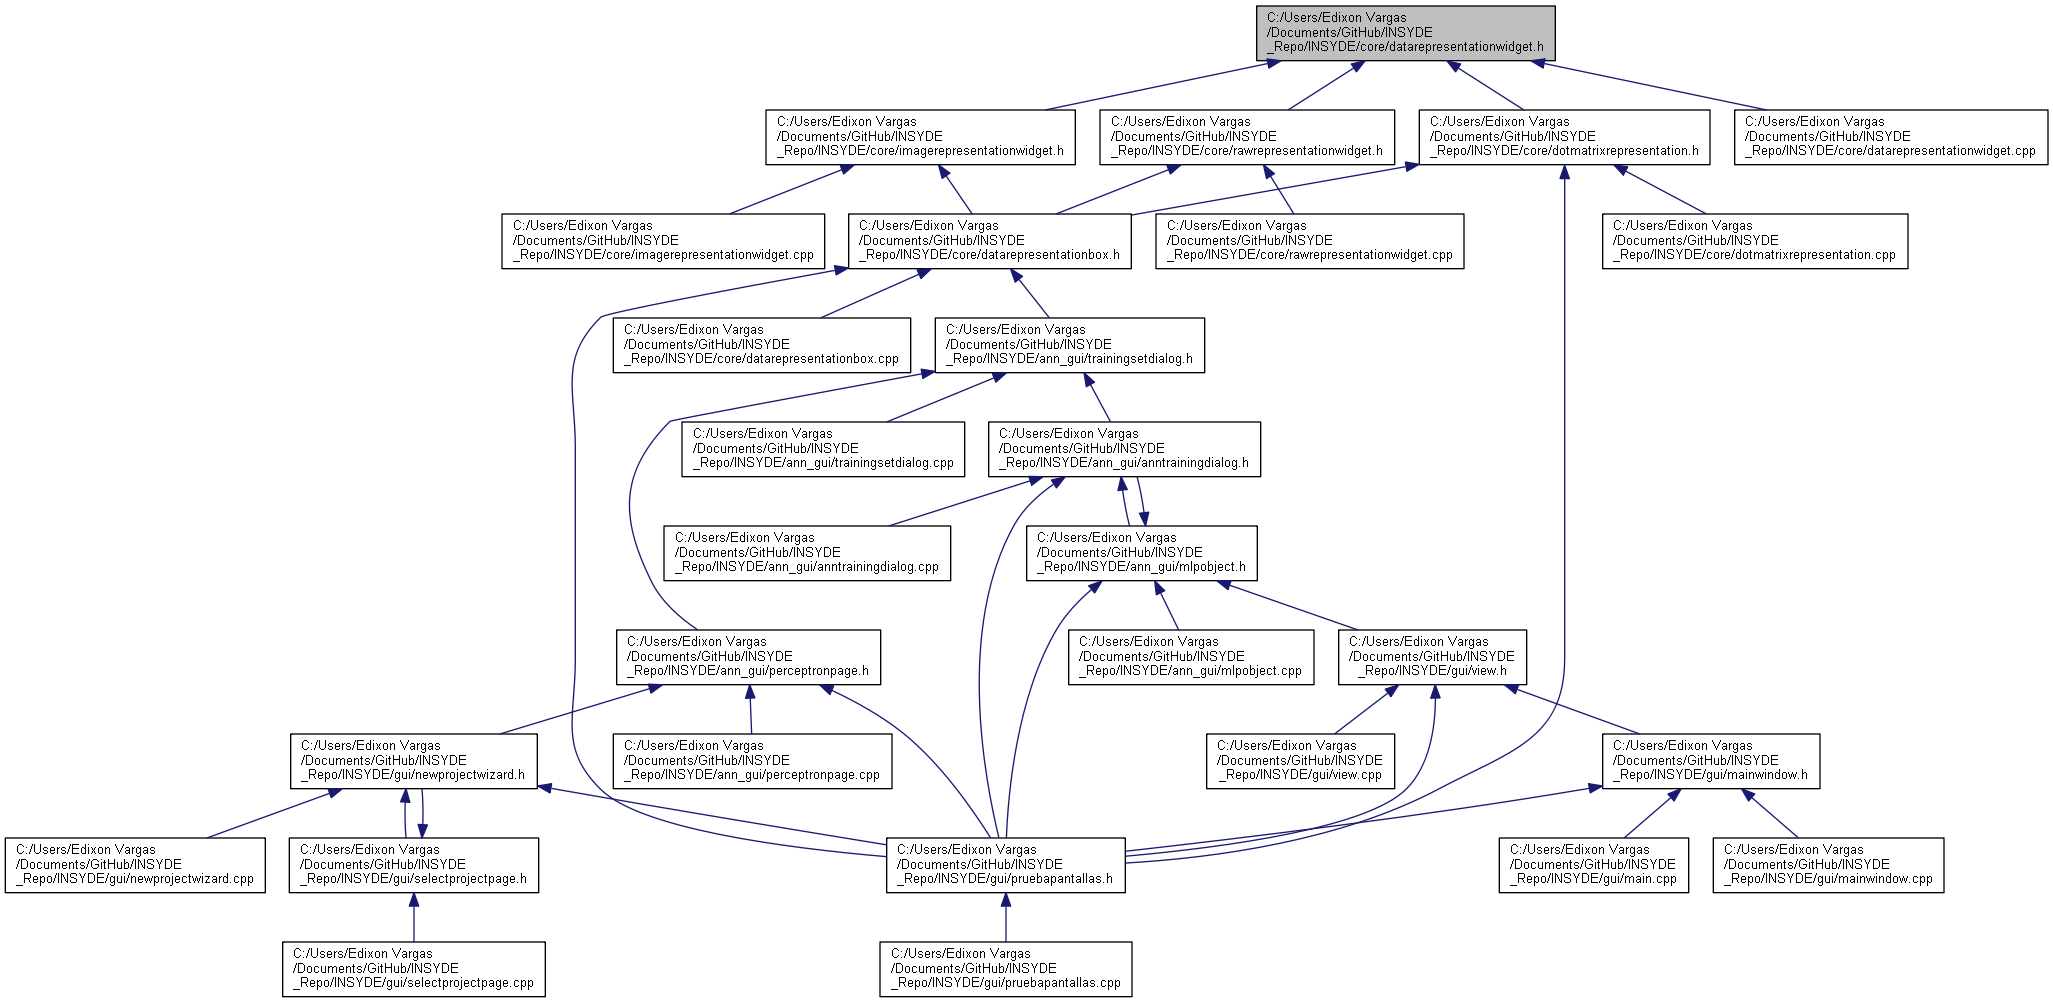 C:/Users/Edixon Vargas
/Documents/GitHub/INSYDE
_Repo/INSYDE/core/datarepresentationwidget.h
C:/Users/Edixon Vargas
/Documents/GitHub/INSYDE
_Repo/INSYDE/core/imagerepresentationwidget.h
C:/Users/Edixon Vargas
/Documents/GitHub/INSYDE
_Repo/INSYDE/core/rawrepresentationwidget.h
C:/Users/Edixon Vargas
/Documents/GitHub/INSYDE
_Repo/INSYDE/core/dotmatrixrepresentation.h
C:/Users/Edixon Vargas
/Documents/GitHub/INSYDE
_Repo/INSYDE/core/datarepresentationwidget.cpp
C:/Users/Edixon Vargas
/Documents/GitHub/INSYDE
_Repo/INSYDE/core/imagerepresentationwidget.cpp
C:/Users/Edixon Vargas
/Documents/GitHub/INSYDE
_Repo/INSYDE/core/datarepresentationbox.h
C:/Users/Edixon Vargas
/Documents/GitHub/INSYDE
_Repo/INSYDE/core/rawrepresentationwidget.cpp
C:/Users/Edixon Vargas
/Documents/GitHub/INSYDE
_Repo/INSYDE/core/dotmatrixrepresentation.cpp
C:/Users/Edixon Vargas
/Documents/GitHub/INSYDE
_Repo/INSYDE/core/datarepresentationbox.cpp
C:/Users/Edixon Vargas
/Documents/GitHub/INSYDE
_Repo/INSYDE/ann_gui/trainingsetdialog.h
C:/Users/Edixon Vargas
/Documents/GitHub/INSYDE
_Repo/INSYDE/ann_gui/trainingsetdialog.cpp
C:/Users/Edixon Vargas
/Documents/GitHub/INSYDE
_Repo/INSYDE/ann_gui/anntrainingdialog.h
C:/Users/Edixon Vargas
/Documents/GitHub/INSYDE
_Repo/INSYDE/ann_gui/anntrainingdialog.cpp
C:/Users/Edixon Vargas
/Documents/GitHub/INSYDE
_Repo/INSYDE/ann_gui/mlpobject.h
C:/Users/Edixon Vargas
/Documents/GitHub/INSYDE
_Repo/INSYDE/ann_gui/perceptronpage.h
C:/Users/Edixon Vargas
/Documents/GitHub/INSYDE
_Repo/INSYDE/ann_gui/mlpobject.cpp
C:/Users/Edixon Vargas
/Documents/GitHub/INSYDE
_Repo/INSYDE/gui/view.h
C:/Users/Edixon Vargas
/Documents/GitHub/INSYDE
_Repo/INSYDE/gui/newprojectwizard.h
C:/Users/Edixon Vargas
/Documents/GitHub/INSYDE
_Repo/INSYDE/ann_gui/perceptronpage.cpp
C:/Users/Edixon Vargas
/Documents/GitHub/INSYDE
_Repo/INSYDE/gui/view.cpp
C:/Users/Edixon Vargas
/Documents/GitHub/INSYDE
_Repo/INSYDE/gui/mainwindow.h
C:/Users/Edixon Vargas
/Documents/GitHub/INSYDE
_Repo/INSYDE/gui/newprojectwizard.cpp
C:/Users/Edixon Vargas
/Documents/GitHub/INSYDE
_Repo/INSYDE/gui/selectprojectpage.h
C:/Users/Edixon Vargas
/Documents/GitHub/INSYDE
_Repo/INSYDE/gui/pruebapantallas.h
C:/Users/Edixon Vargas
/Documents/GitHub/INSYDE
_Repo/INSYDE/gui/main.cpp
C:/Users/Edixon Vargas
/Documents/GitHub/INSYDE
_Repo/INSYDE/gui/mainwindow.cpp
C:/Users/Edixon Vargas
/Documents/GitHub/INSYDE
_Repo/INSYDE/gui/selectprojectpage.cpp
C:/Users/Edixon Vargas
/Documents/GitHub/INSYDE
_Repo/INSYDE/gui/pruebapantallas.cpp